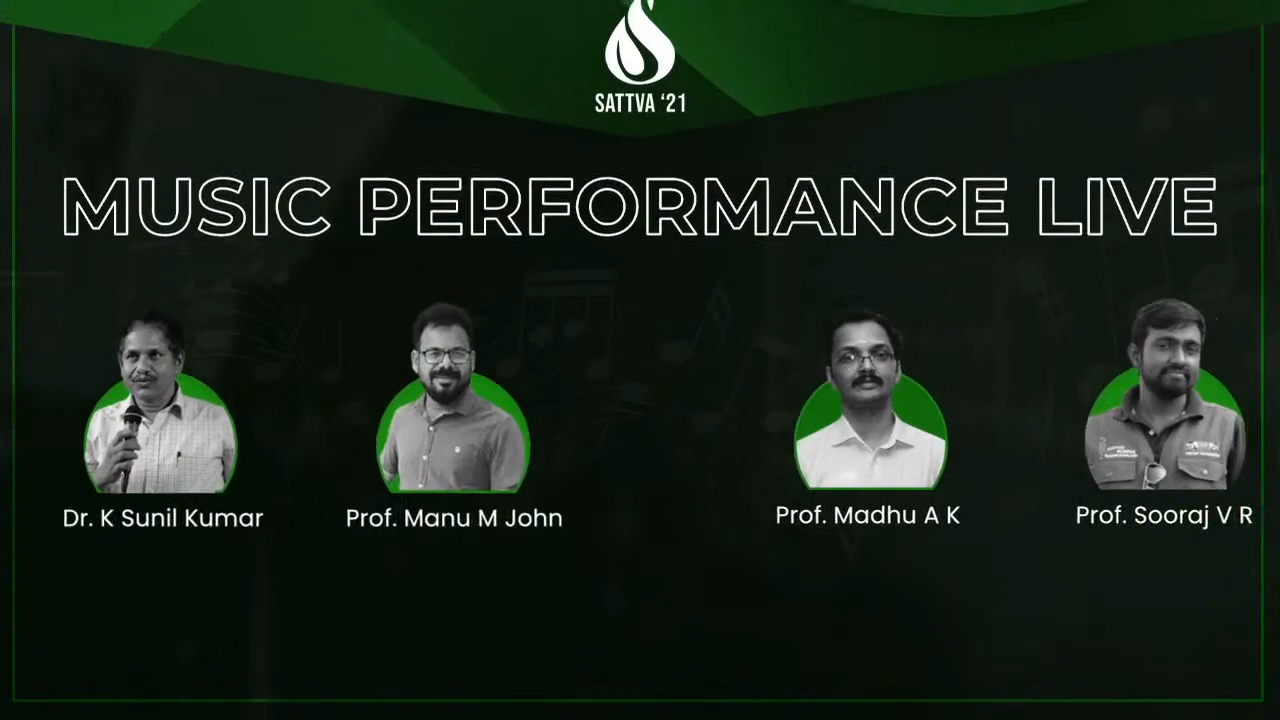 SATTVA ‘21
MUSIC PERFORMANCE LIVE
Dr. K Sunil Kumar
Prof. Manu M John
Prof. Madhu A K
Prof. Sooraj V R